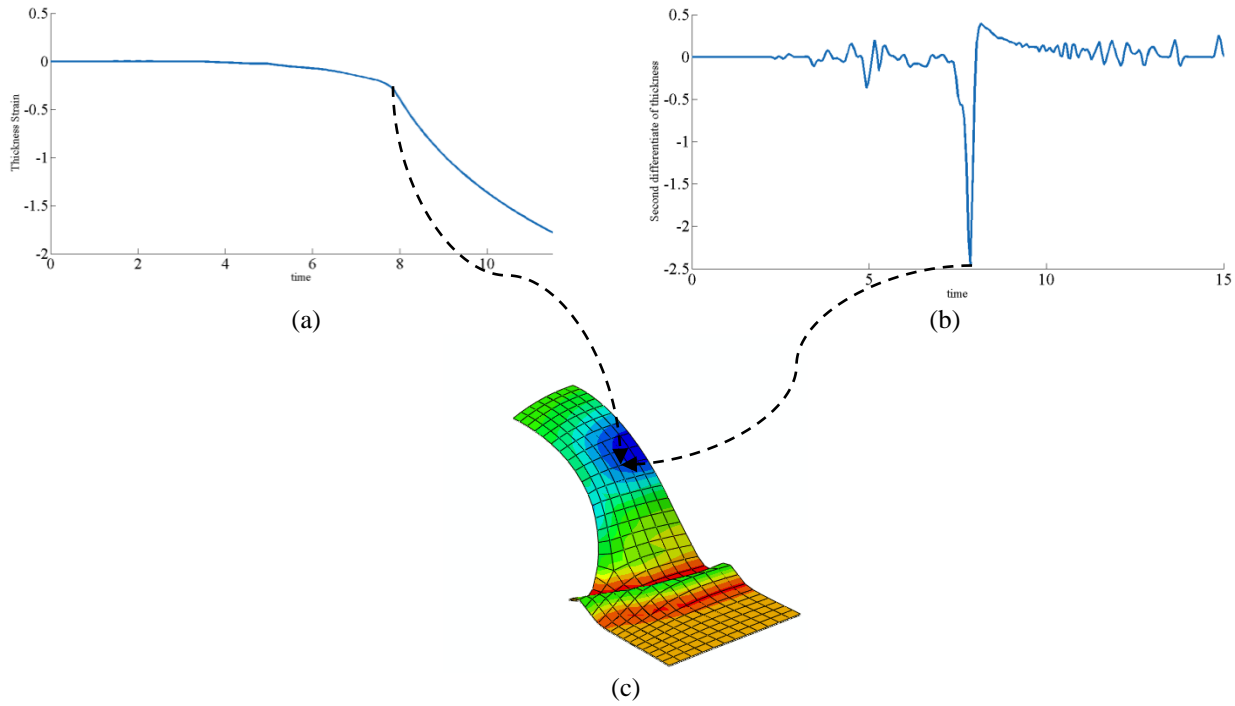 0.5
0
-0.5
-1
-1.5
-2
Thickness Strain
0 2 4 6 8 10
time
(a)
0.5
0
-0.5
-1
-1.5
-2
-2.5
Second differentiate of thickness
0 5 10 15
time
(b)
(c)